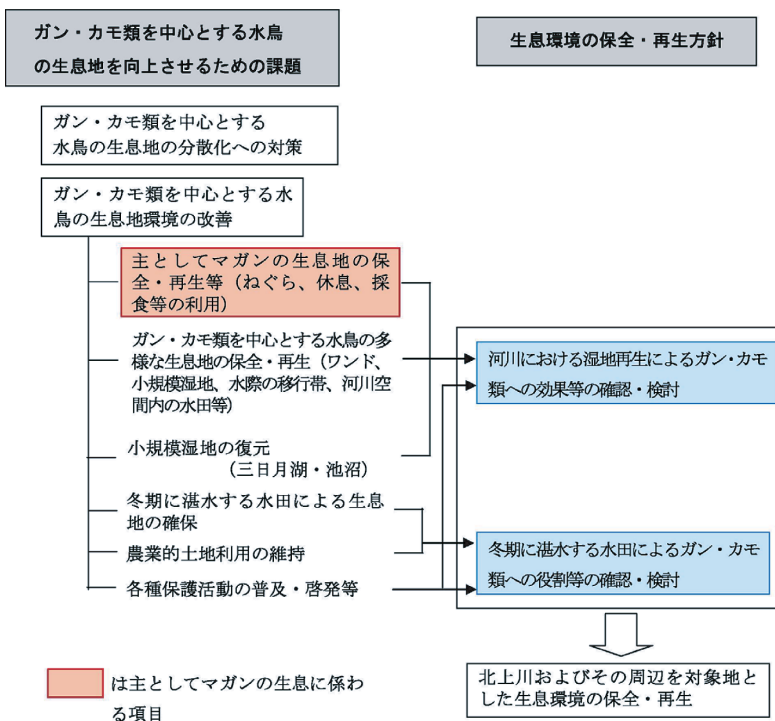 ガン・カモ類を中心とする水鳥
の生息地を向上させるための課題
生息環境の保全・再生方針
ガン・カモ類を中心とする
水鳥の生息地の分散化への対策
ガン・カモ類を中心とする水
鳥の生息地環境の改善
主としてマガンの生息地の保
全・再生等（ねぐら、休息、採
食等の利用）
ガン・カモ類を中心とする水鳥の多
様な生息地の保全・再生（ワンド、
小規模湿地、水際の移行帯、河川空
間内の水田等）
小規模湿地の復元
（三日月湖・池沼）
冬期に湛水する水田による生息
地の確保
農業的土地利用の維持
各種保護活動の普及・啓発等
河川における湿地再生によるガン・カモ
類への効果等の確認・検討
冬期に湛水する水田によるガン・カモ
類への役割等の確認・検討
北上川およびその周辺を対象地と
した生息環境の保全・再生
は主としてマガンの生息に係わ
る項目